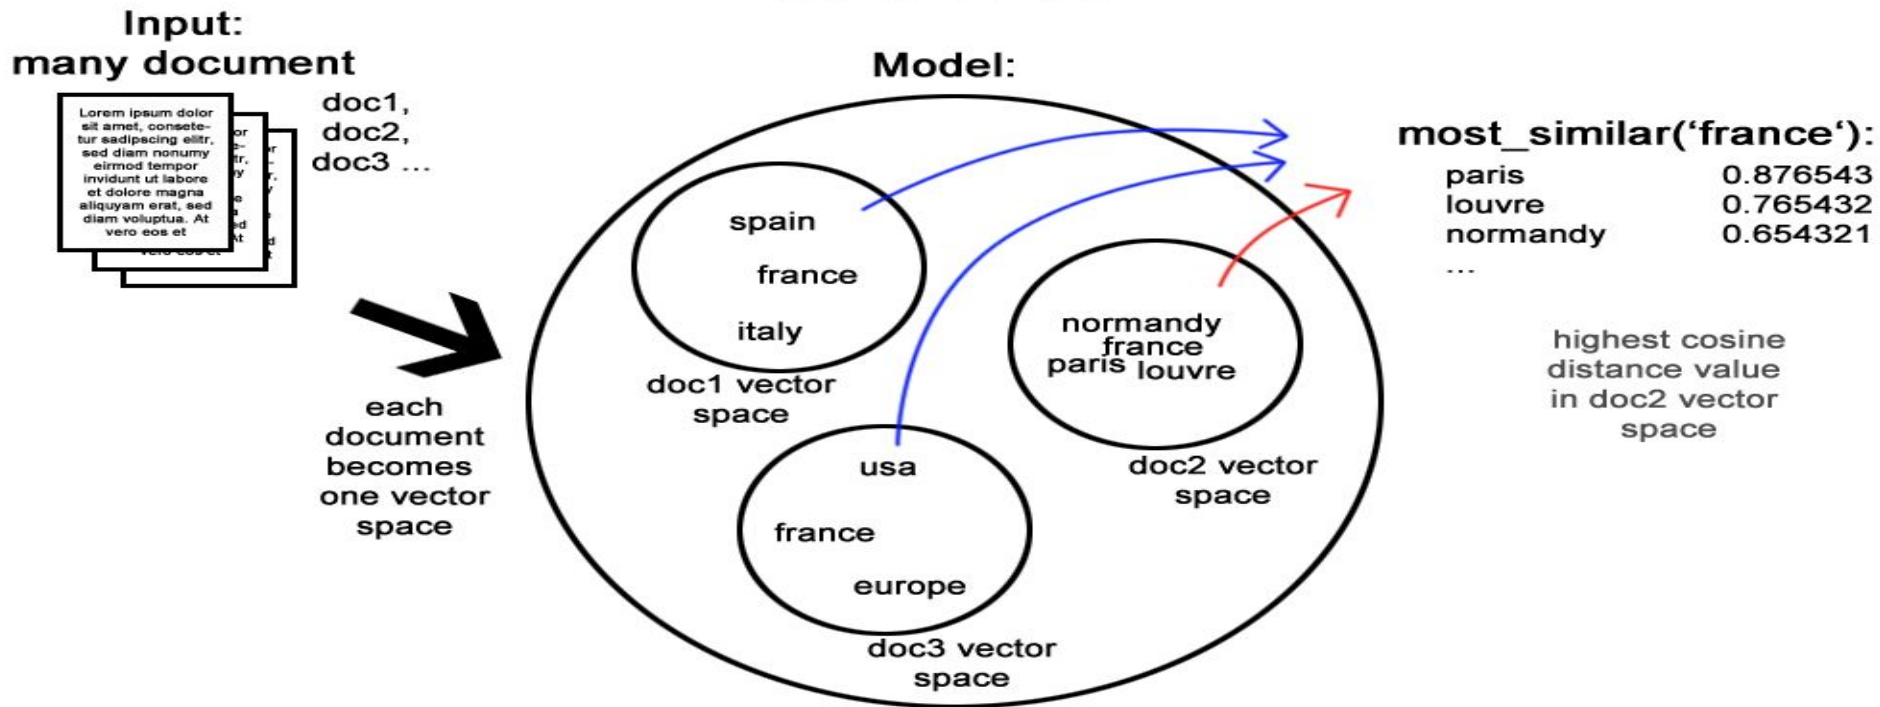 Input:
many document
Lorem ipsum dolor
sit amet, consete-
tur sadipscing elitr,
sed diam nonumy
eirmod tempor
invidunt ut labore
et dolore magna
aliquyam erat, sed
diam voluptua. At
vero eos et
doc1,
doc2,
doc3 ...
each
document
becomes
one vector
space
Model:
spain
france
italy
doc1 vector
space
normandy
france
paris louvre
doc2 vector
space
usa
france
europe
doc3 vector
space
most_similar(‘france‘):
paris 0.876543
louvre 0.765432
normandy 0.654321
...
highest cosine
distance value
in doc2 vector
space